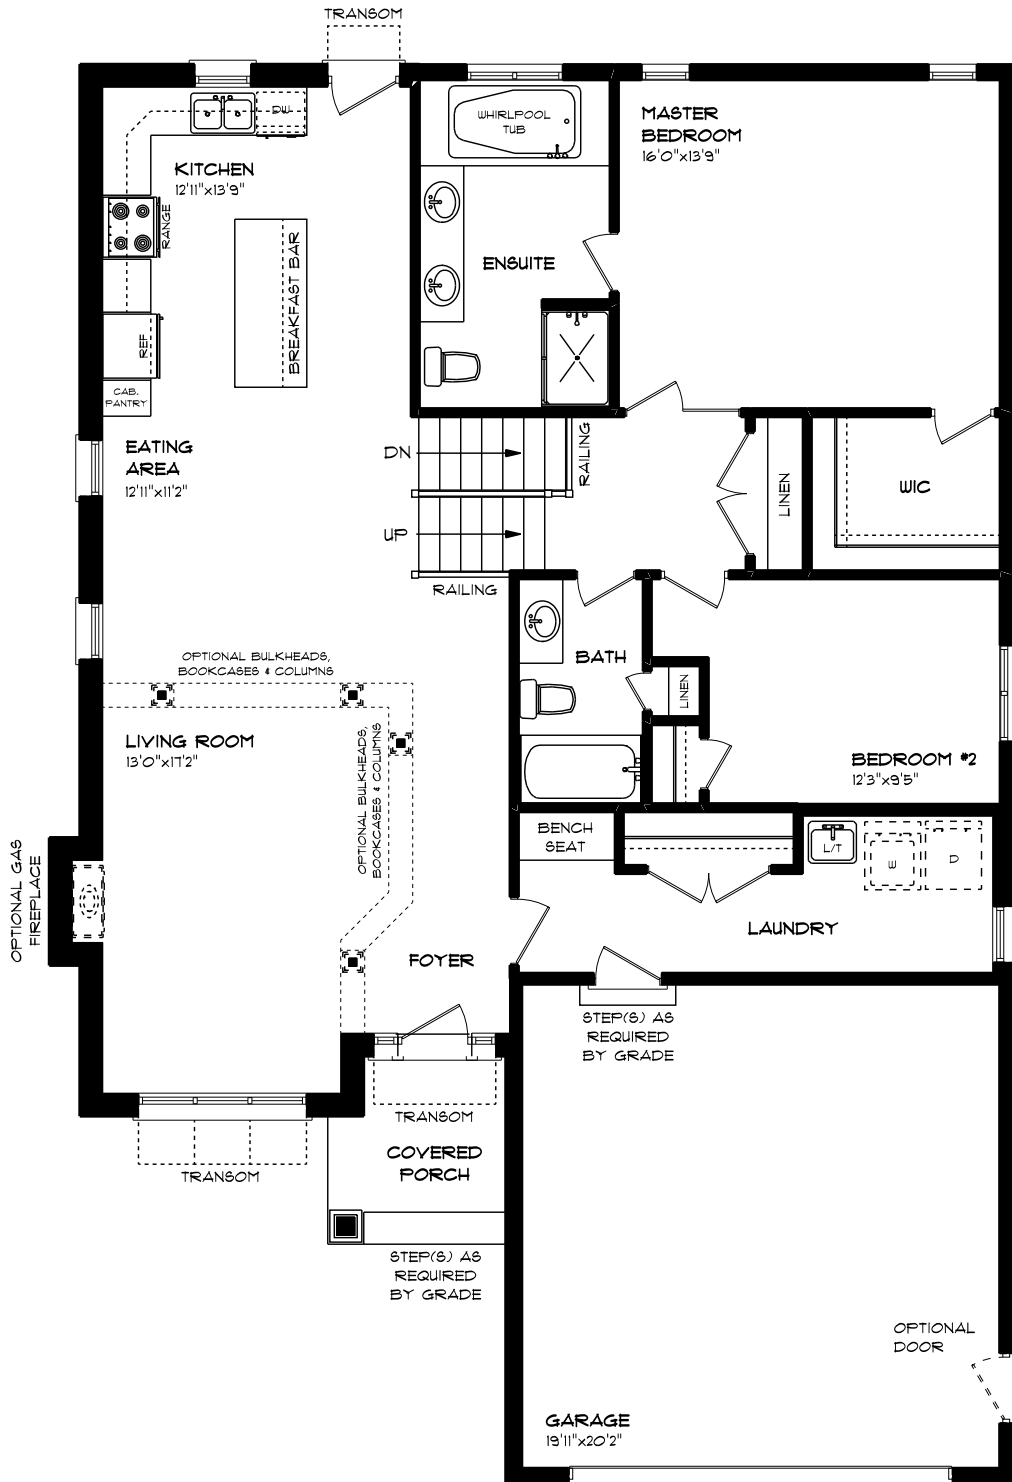 TRANSOM
WHIRLPOOL
TUB
MASTER
BEDROOM
16'0"x13'9"
DW
KITCHEN
12'11"x13'9"
RANGE
BREAKFAST BAR
ENSUITE
REF
CAB.
PANTRY
EATING
AREA
12'11"x11'2"
DN
RAILING
UP
RAILING
LINEN
WIC
OPTIONAL BULKHEADS,
BOOKCASES & COLUMNS
BATH
LINEN
LIVING ROOM
13'0"x17'2"
OPTIONAL BULKHEADS,
BOOKCASES & COLUMNS
BEDROOM #2
12'3"x9'5"
BENCH
SEAT
L/T
W
D
OPTIONAL GAS
FIREPLACE
LAUNDRY
FOYER
STEP(S) AS
REQUIRED
BY GRADE
TRANSOM
COVERED
PORCH
TRANSOM
STEP(S) AS
REQUIRED
BY GRADE
OPTIONAL
DOOR
GARAGE
19'11"x20'2"